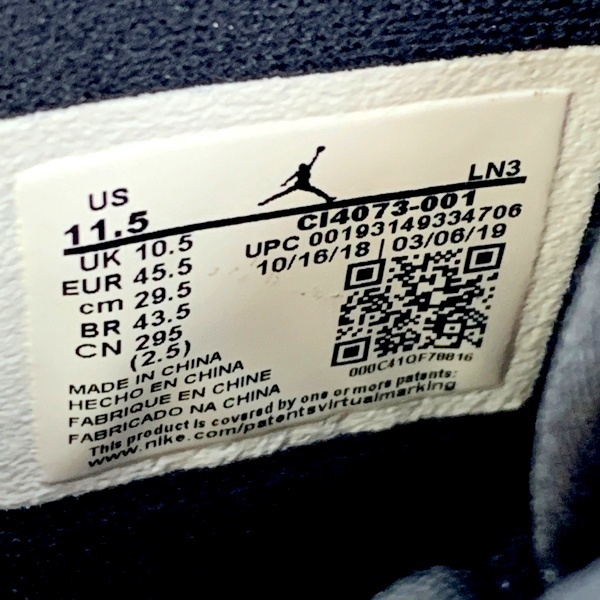 US
11.5
UK 10.5
EUR 45.5
cm 29.5
BR 43.5
CN 295
(2.5)
LN3
CI4073-001
UPC 00193149334706
10/16/18 | 03/06/19
000C41OF78816
MADE IN CHINA
HECHO EN CHINA
FABRIQUE EN CHINE
FABRICADO NA CHINA
This product is covered by one or more patents:
www.nike.com/patentsvirtualmarking